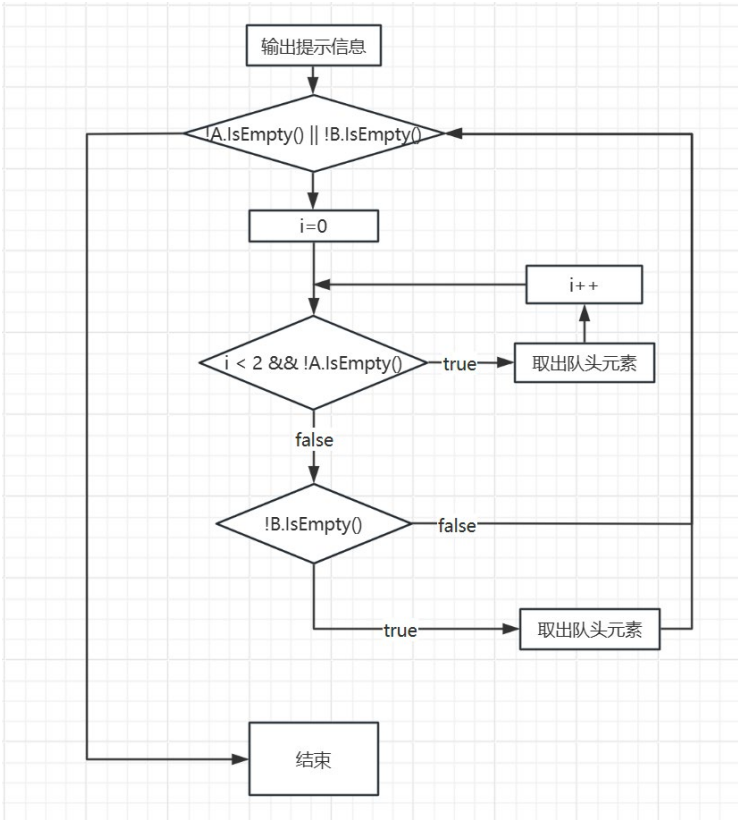 输出提示信息
!A.IsEmpty() || !B.IsEmpty()
i=0
i++
i < 2 && !A.IsEmpty()
true
取出队头元素
false
!B.IsEmpty()
false
true
取出队头元素
结束